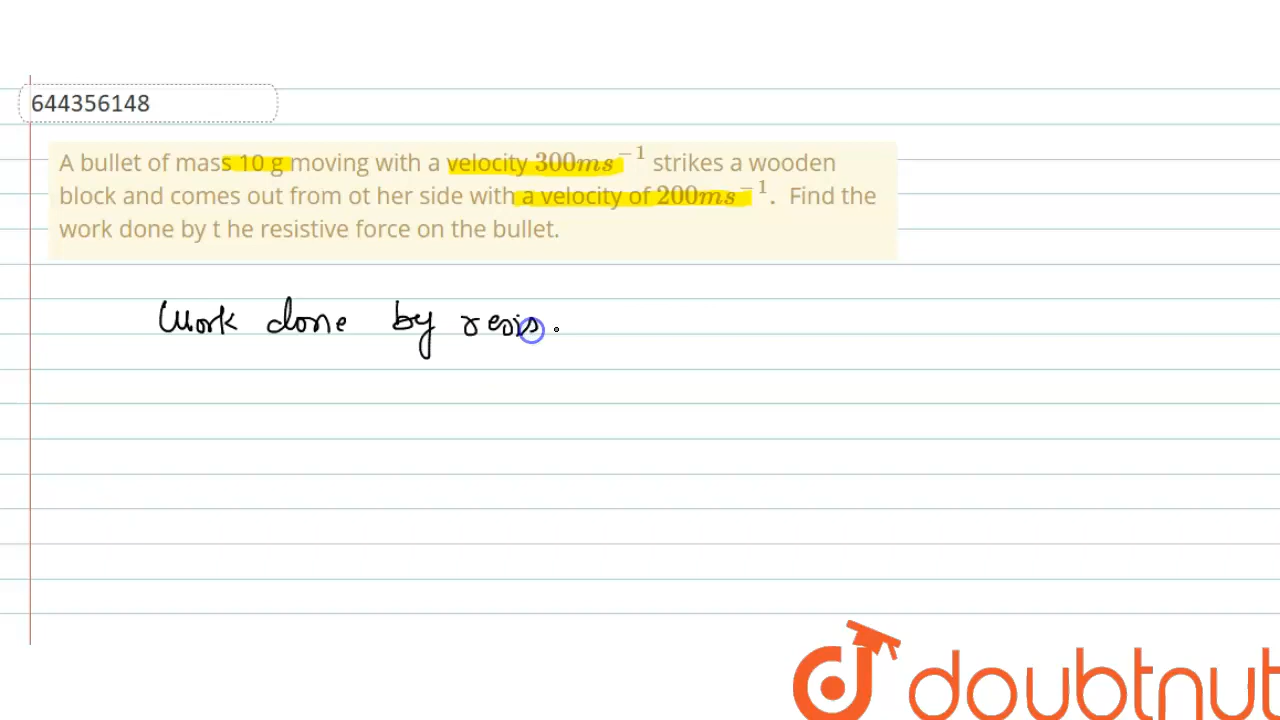 644356148
A bullet of mass 10 g moving with a velocity 300ms⁻¹ strikes a wooden
block and comes out from ot her side with a velocity of 200ms⁻¹. Find the
work done by t he resistive force on the bullet.
Work done by resis.
doubtnut